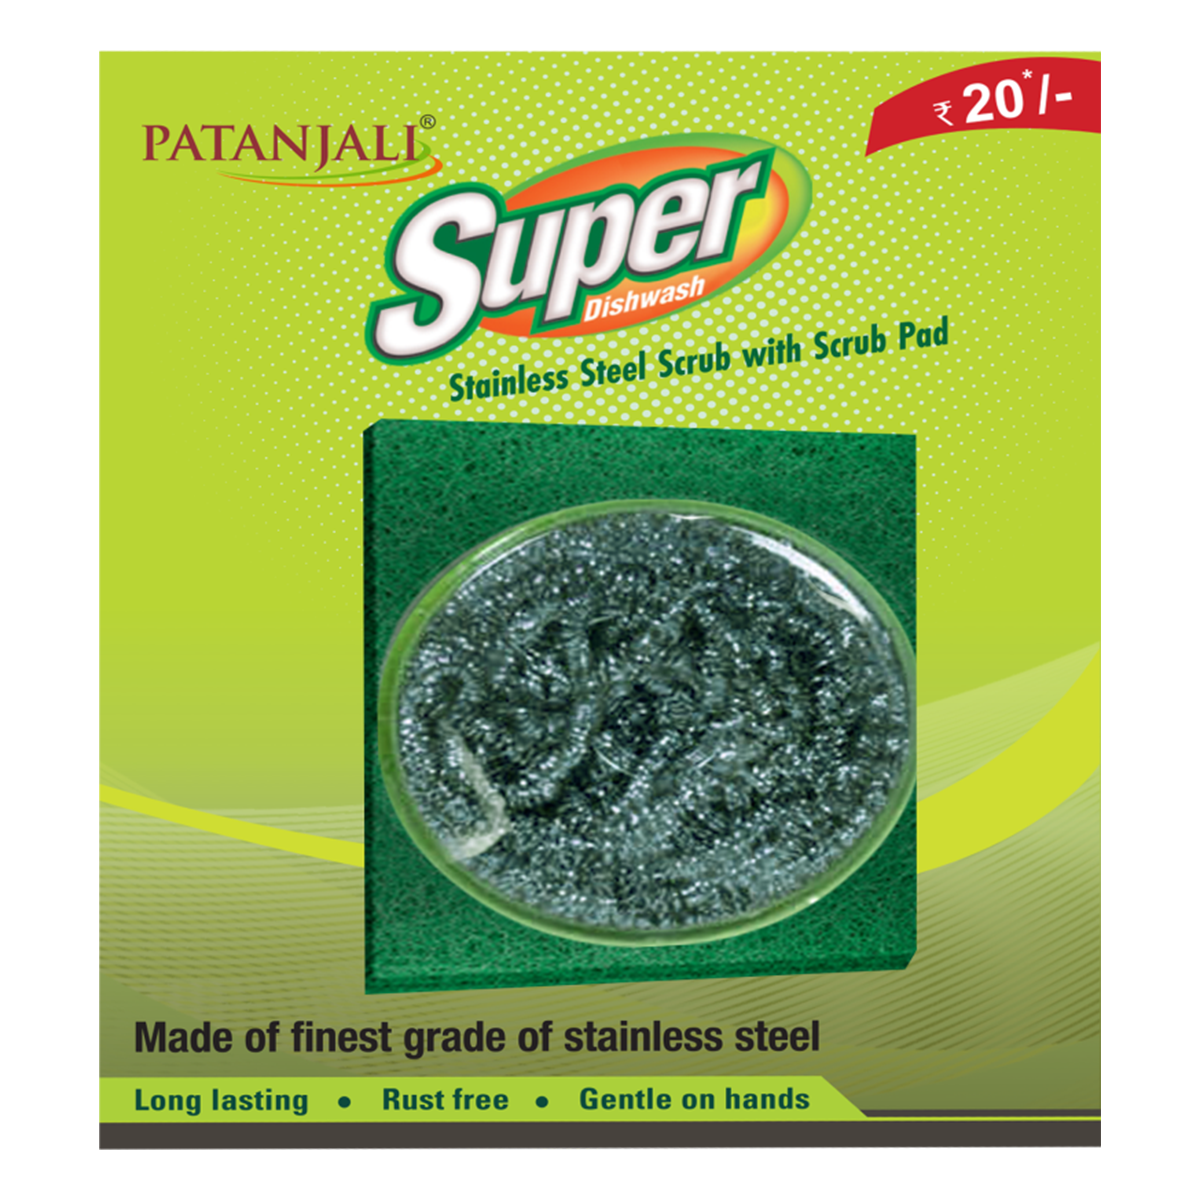 ₹ 20*/-
PATANJALI®
Super
Dishwash
Stainless Steel Scrub with Scrub Pad
Made of finest grade of stainless steel
Long lasting • Rust free • Gentle on hands